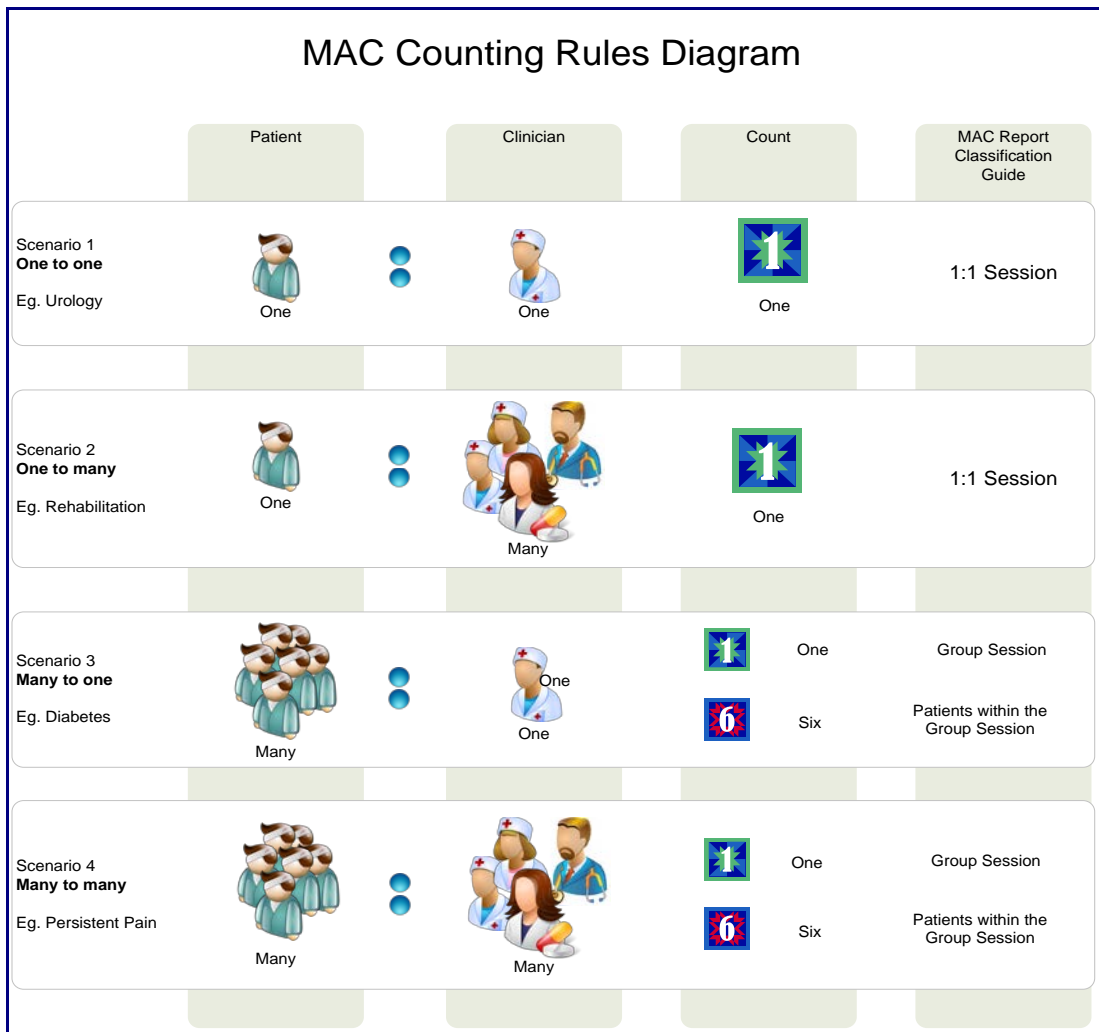 MAC Counting Rules Diagram
Patient
Clinician
Count
MAC Report
Classification
Guide
Scenario 1
One to one
Eg. Urology
One
One
1
One
1:1 Session
Scenario 2
One to many
Eg. Rehabilitation
One
Many
1
One
1:1 Session
Scenario 3
Many to one
Eg. Diabetes
Many
One
One
1
One
Group Session
6
Six
Patients within the
Group Session
Scenario 4
Many to many
Eg. Persistent Pain
Many
Many
1
One
Group Session
6
Six
Patients within the
Group Session